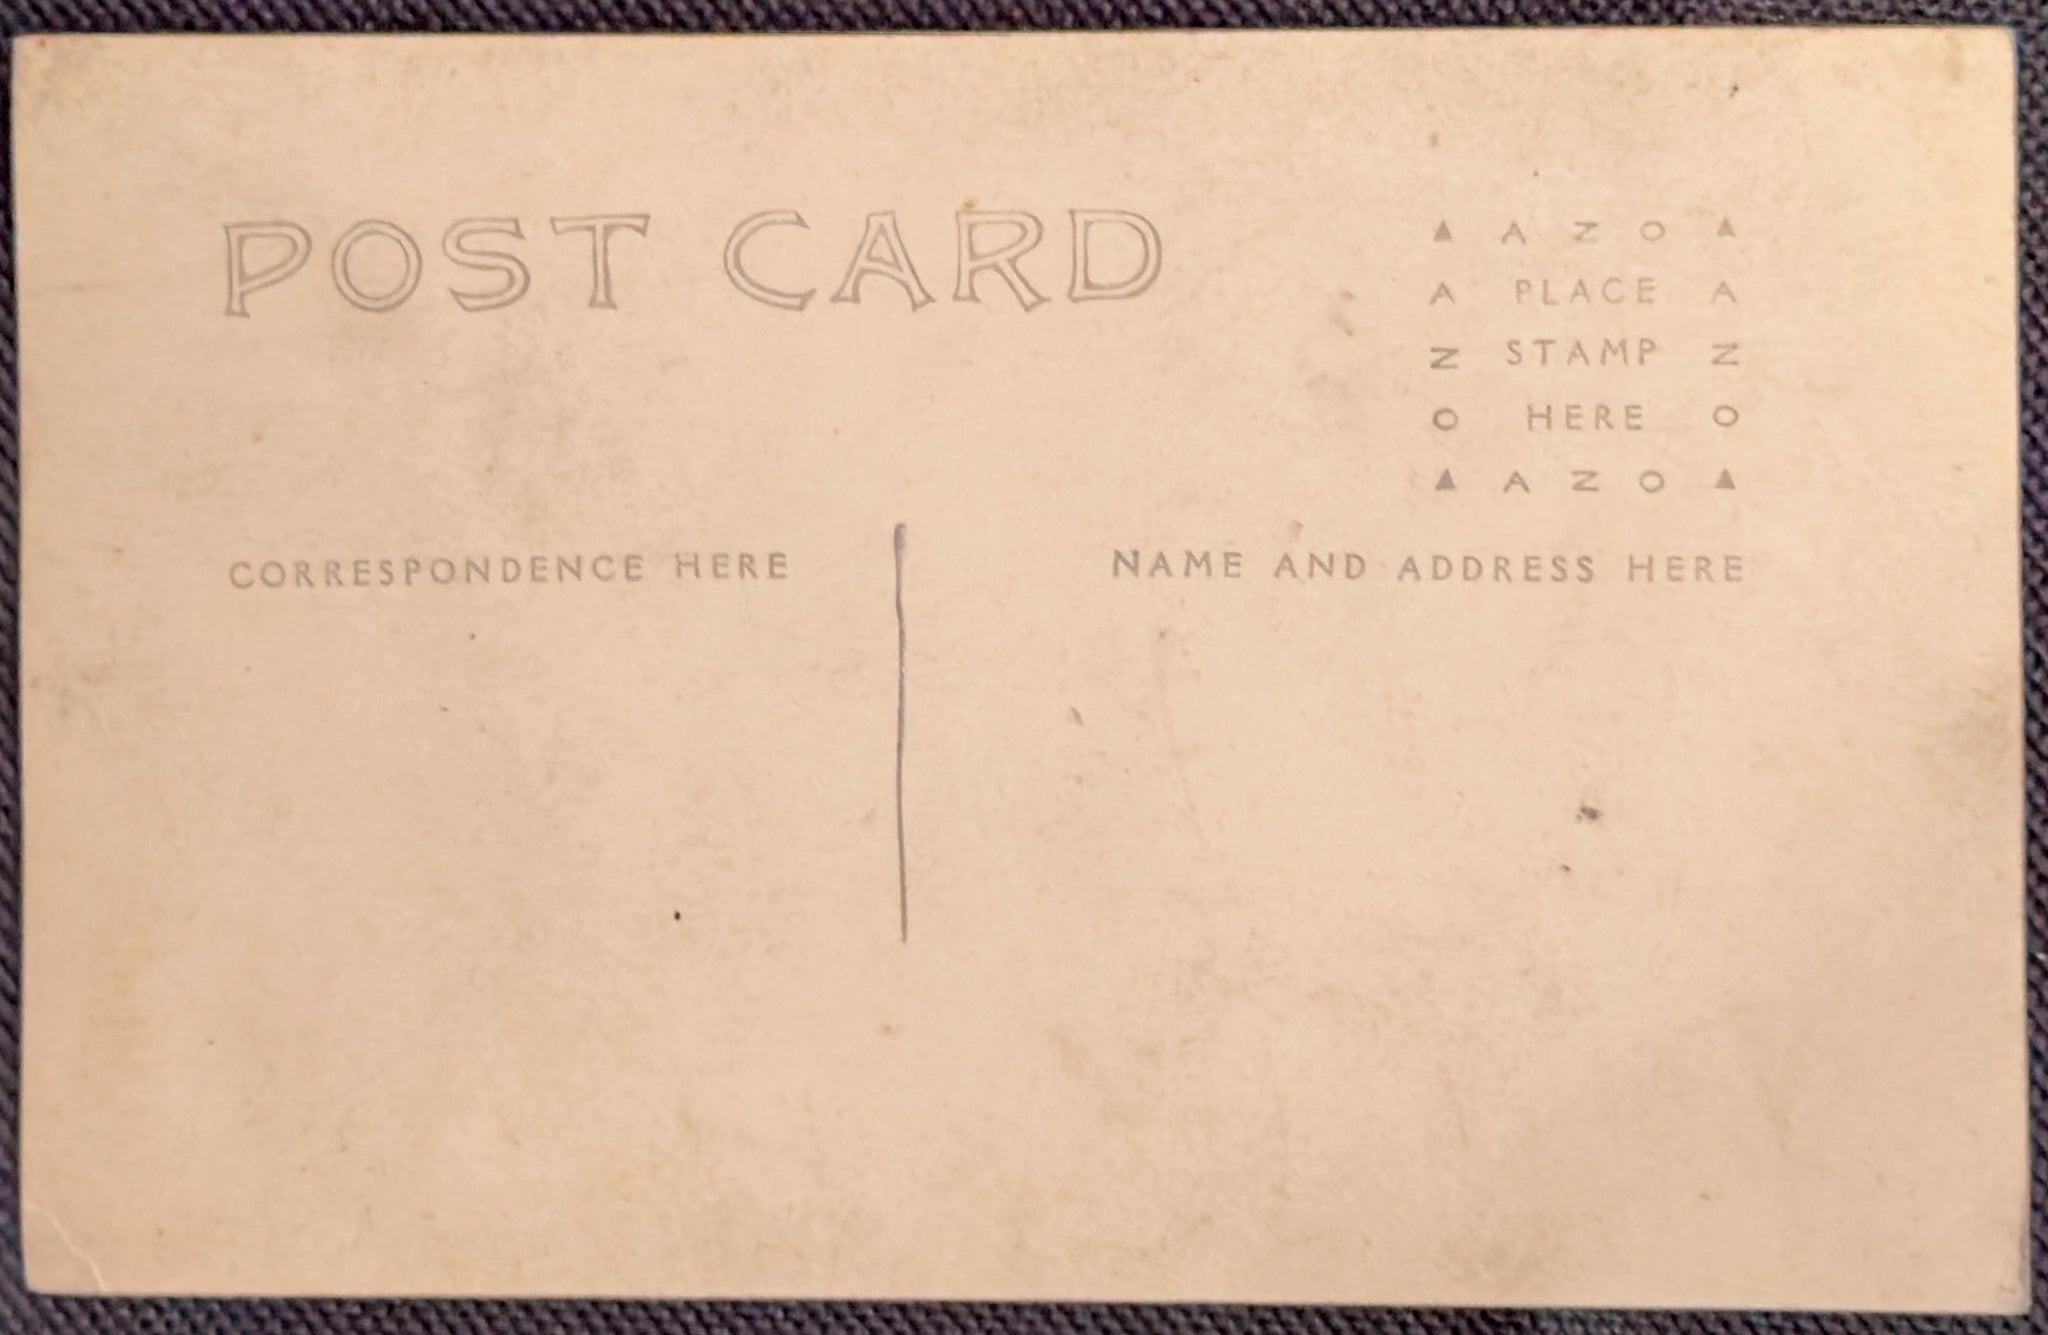 POST CARD
▲ A Z O ▲
A PLACE A
Z STAMP Z
O HERE O
▲ A Z O ▲
CORRESPONDENCE HERE
NAME AND ADDRESS HERE